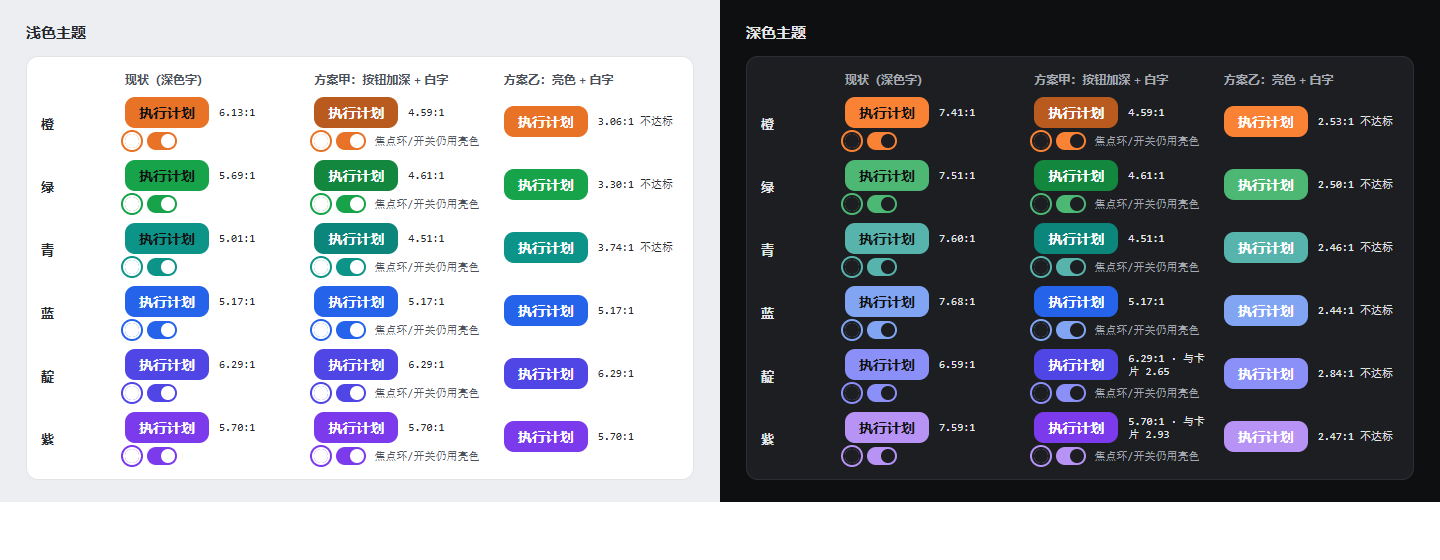 浅色主题
现状（深色字）
方案甲：按钮加深 + 白字
方案乙：亮色 + 白字
橙
执行计划 6.13:1
执行计划 4.59:1
焦点环/开关仍用亮色
执行计划 3.06:1 不达标
绿
执行计划 5.69:1
执行计划 4.61:1
焦点环/开关仍用亮色
执行计划 3.30:1 不达标
青
执行计划 5.01:1
执行计划 4.51:1
焦点环/开关仍用亮色
执行计划 3.74:1 不达标
蓝
执行计划 5.17:1
执行计划 5.17:1
焦点环/开关仍用亮色
执行计划 5.17:1
靛
执行计划 6.29:1
执行计划 6.29:1
焦点环/开关仍用亮色
执行计划 6.29:1
紫
执行计划 5.70:1
执行计划 5.70:1
焦点环/开关仍用亮色
执行计划 5.70:1
深色主题
现状（深色字）
方案甲：按钮加深 + 白字
方案乙：亮色 + 白字
橙
执行计划 7.41:1
执行计划 4.59:1
焦点环/开关仍用亮色
执行计划 2.53:1 不达标
绿
执行计划 7.51:1
执行计划 4.61:1
焦点环/开关仍用亮色
执行计划 2.50:1 不达标
青
执行计划 7.60:1
执行计划 4.51:1
焦点环/开关仍用亮色
执行计划 2.46:1 不达标
蓝
执行计划 7.68:1
执行计划 5.17:1
焦点环/开关仍用亮色
执行计划 2.44:1 不达标
靛
执行计划 6.59:1
执行计划 6.29:1 · 与卡
片 2.65
焦点环/开关仍用亮色
执行计划 2.84:1 不达标
紫
执行计划 7.59:1
执行计划 5.70:1 · 与卡
片 2.93
焦点环/开关仍用亮色
执行计划 2.47:1 不达标